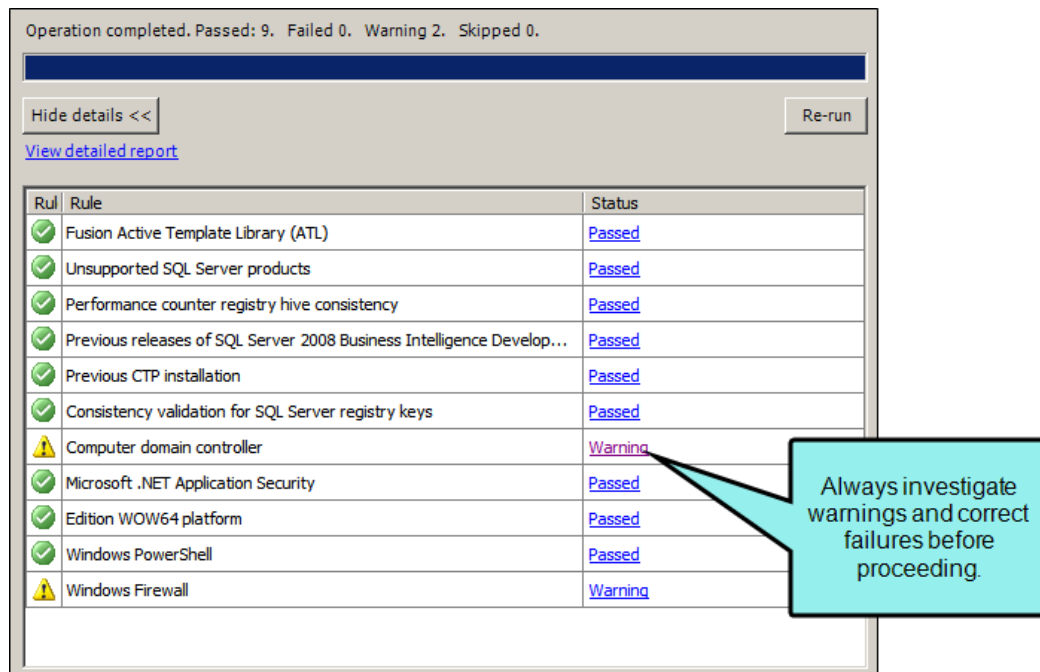 Operation completed. Passed: 9. Failed 0. Warning 2. Skipped 0.
Hide details <<
Re-run
View detailed report
Rul Rule Status
Fusion Active Template Library (ATL) Passed
Unsupported SQL Server products Passed
Performance counter registry hive consistency Passed
Previous releases of SQL Server 2008 Business Intelligence Develop... Passed
Previous CTP installation Passed
Consistency validation for SQL Server registry keys Passed
Computer domain controller Warning
Microsoft .NET Application Security Passed
Edition WOW64 platform Passed
Windows PowerShell Passed
Windows Firewall Warning
Always investigate
warnings and correct
failures before
proceeding.